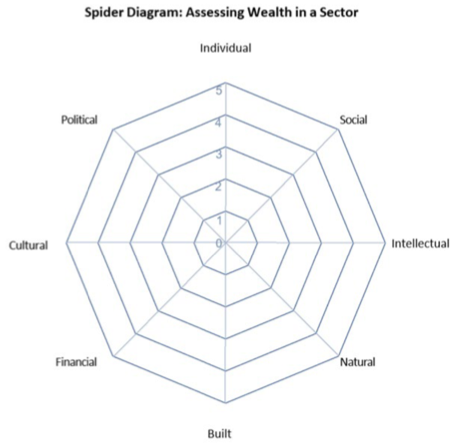 Spider Diagram: Assessing Wealth in a Sector
Individual
Political
Social
5
4
3
2
1
0
Cultural
Intellectual
Financial
Natural
Built